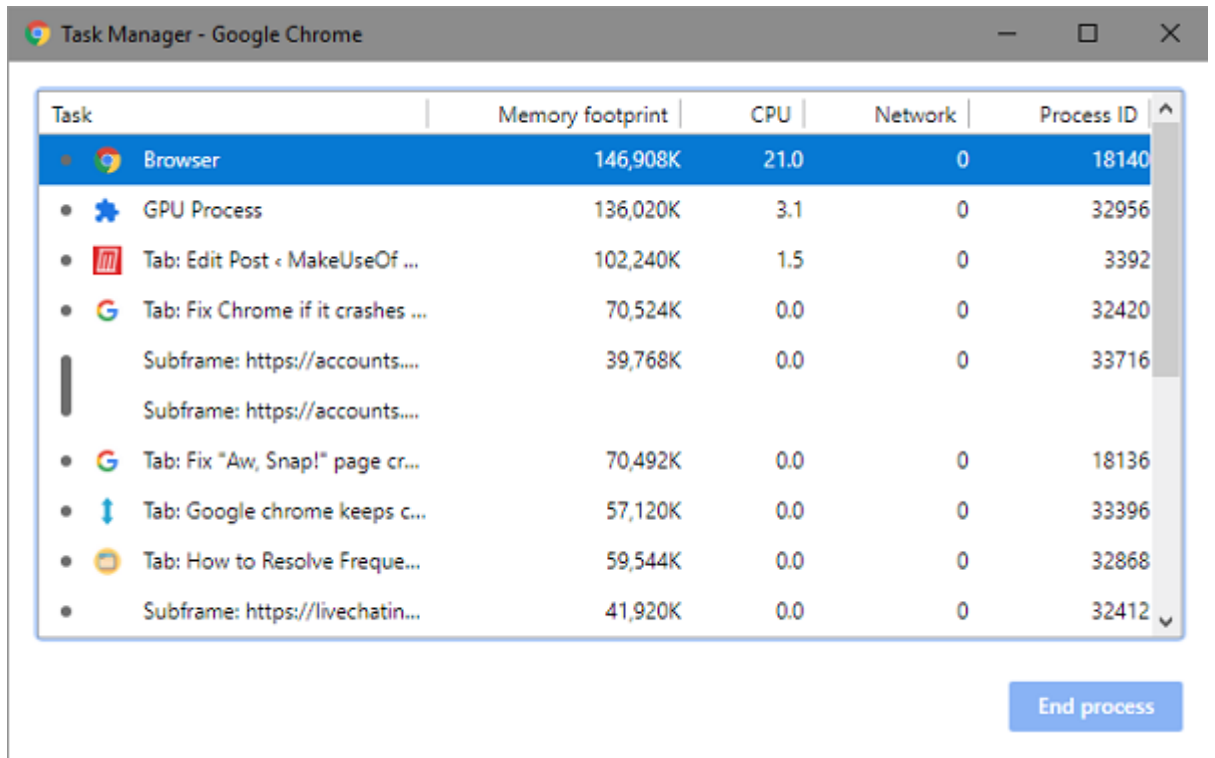 Task Manager - Google Chrome
Task Memory footprint CPU Network Process ID
Browser 146,908K 21.0 0 18140
GPU Process 136,020K 3.1 0 32956
Tab: Edit Post ‹ MakeUseOf ... 102,240K 1.5 0 3392
Tab: Fix Chrome if it crashes ... 70,524K 0.0 0 32420
Subframe: https://accounts.... 39,768K 0.0 0 33716
Subframe: https://accounts....
Tab: Fix "Aw, Snap!" page cr... 70,492K 0.0 0 18136
Tab: Google chrome keeps c... 57,120K 0.0 0 33396
Tab: How to Resolve Freque... 59,544K 0.0 0 32868
Subframe: https://livechatin... 41,920K 0.0 0 32412
End process